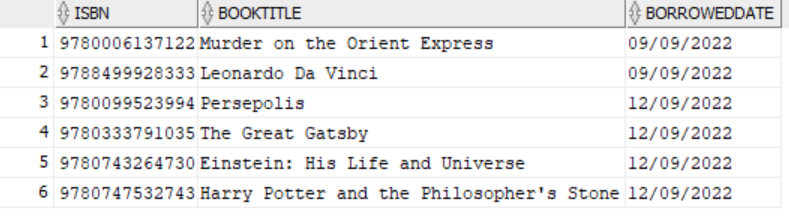 ISBN BOOKTITLE BORROWEDDATE
1 9780006137122 Murder on the Orient Express 09/09/2022
2 9788499928333 Leonardo Da Vinci 09/09/2022
3 9780099523994 Persepolis 12/09/2022
4 9780333791035 The Great Gatsby 12/09/2022
5 9780743264730 Einstein: His Life and Universe 12/09/2022
6 9780747532743 Harry Potter and the Philosopher's Stone 12/09/2022